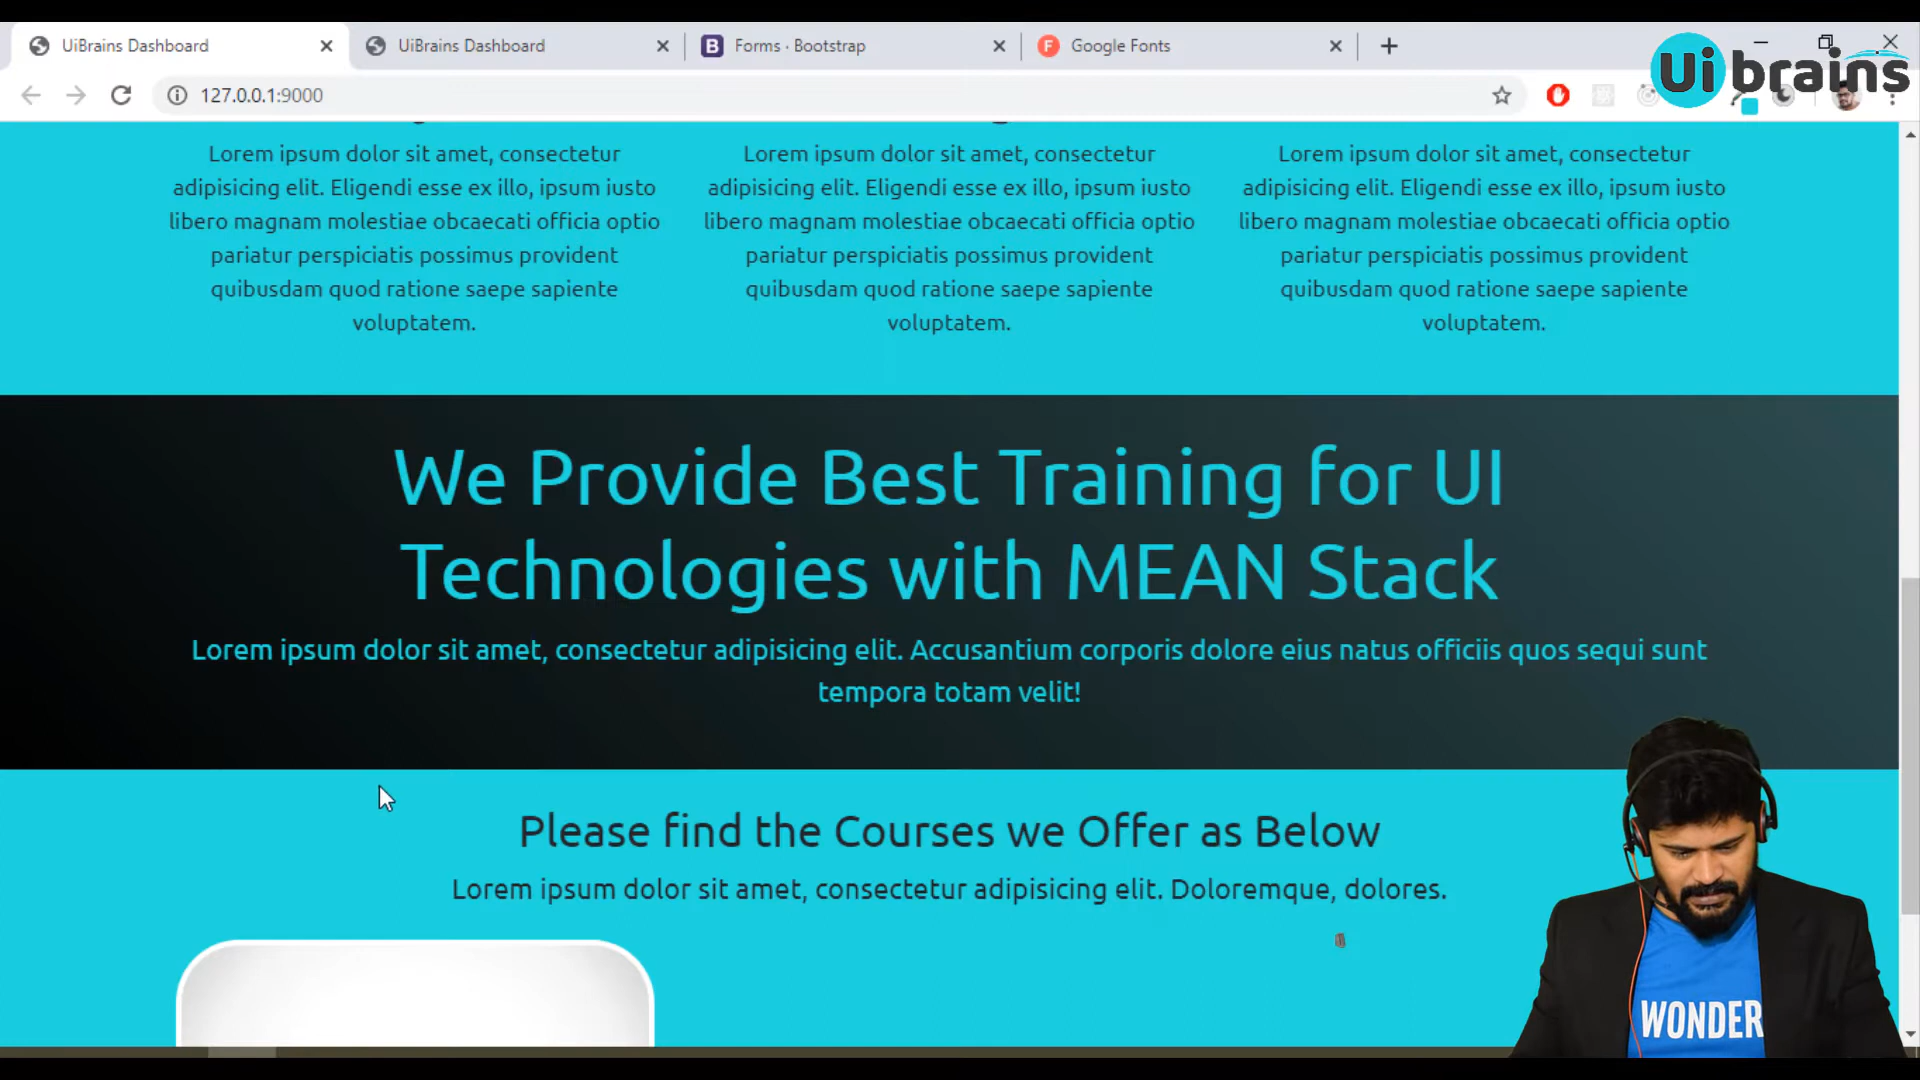 UiBrains Dashboard
UiBrains Dashboard
B Forms · Bootstrap
F Google Fonts
Ui brains
127.0.0.1:9000
Lorem ipsum dolor sit amet, consectetur
adipisicing elit. Eligendi esse ex illo, ipsum iusto
libero magnam molestiae obcaecati officia optio
pariatur perspiciatis possimus provident
quibusdam quod ratione saepe sapiente
voluptatem.
Lorem ipsum dolor sit amet, consectetur
adipisicing elit. Eligendi esse ex illo, ipsum iusto
libero magnam molestiae obcaecati officia optio
pariatur perspiciatis possimus provident
quibusdam quod ratione saepe sapiente
voluptatem.
Lorem ipsum dolor sit amet, consectetur
adipisicing elit. Eligendi esse ex illo, ipsum iusto
libero magnam molestiae obcaecati officia optio
pariatur perspiciatis possimus provident
quibusdam quod ratione saepe sapiente
voluptatem.
We Provide Best Training for UI
Technologies with MEAN Stack
Lorem ipsum dolor sit amet, consectetur adipisicing elit. Accusantium corporis dolore eius natus officiis quos sequi sunt
tempora totam velit!
Please find the Courses we Offer as Below
Lorem ipsum dolor sit amet, consectetur adipisicing elit. Doloremque, dolores.
WONDER